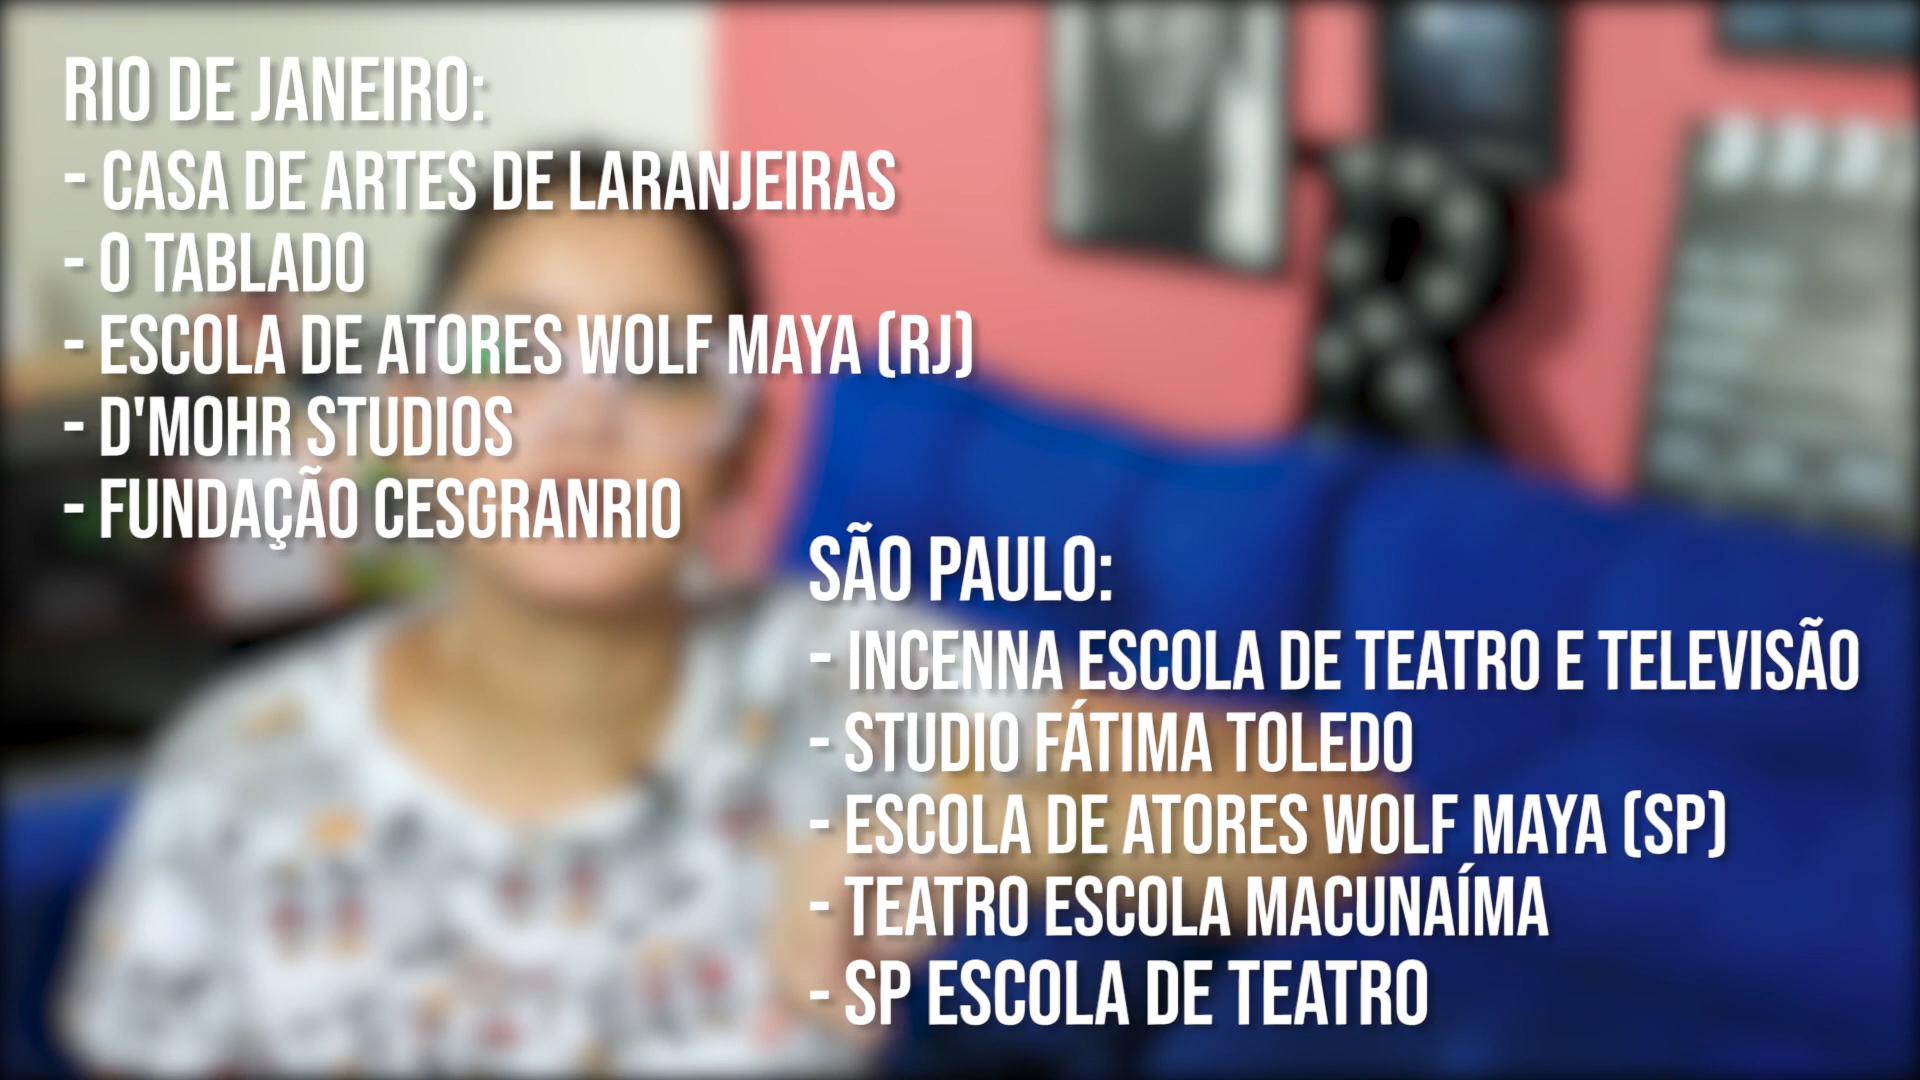 RIO DE JANEIRO:
- CASA DE ARTES DE LARANJEIRAS
- O TABLADO
- ESCOLA DE ATORES WOLF MAYA (RJ)
- D'MOHR STUDIOS
- FUNDAÇÃO CESGRANRIO
SÃO PAULO:
- INCENNA ESCOLA DE TEATRO E TELEVISÃO
- STUDIO FÁTIMA TOLEDO
- ESCOLA DE ATORES WOLF MAYA (SP)
- TEATRO ESCOLA MACUNAÍMA
- SP ESCOLA DE TEATRO